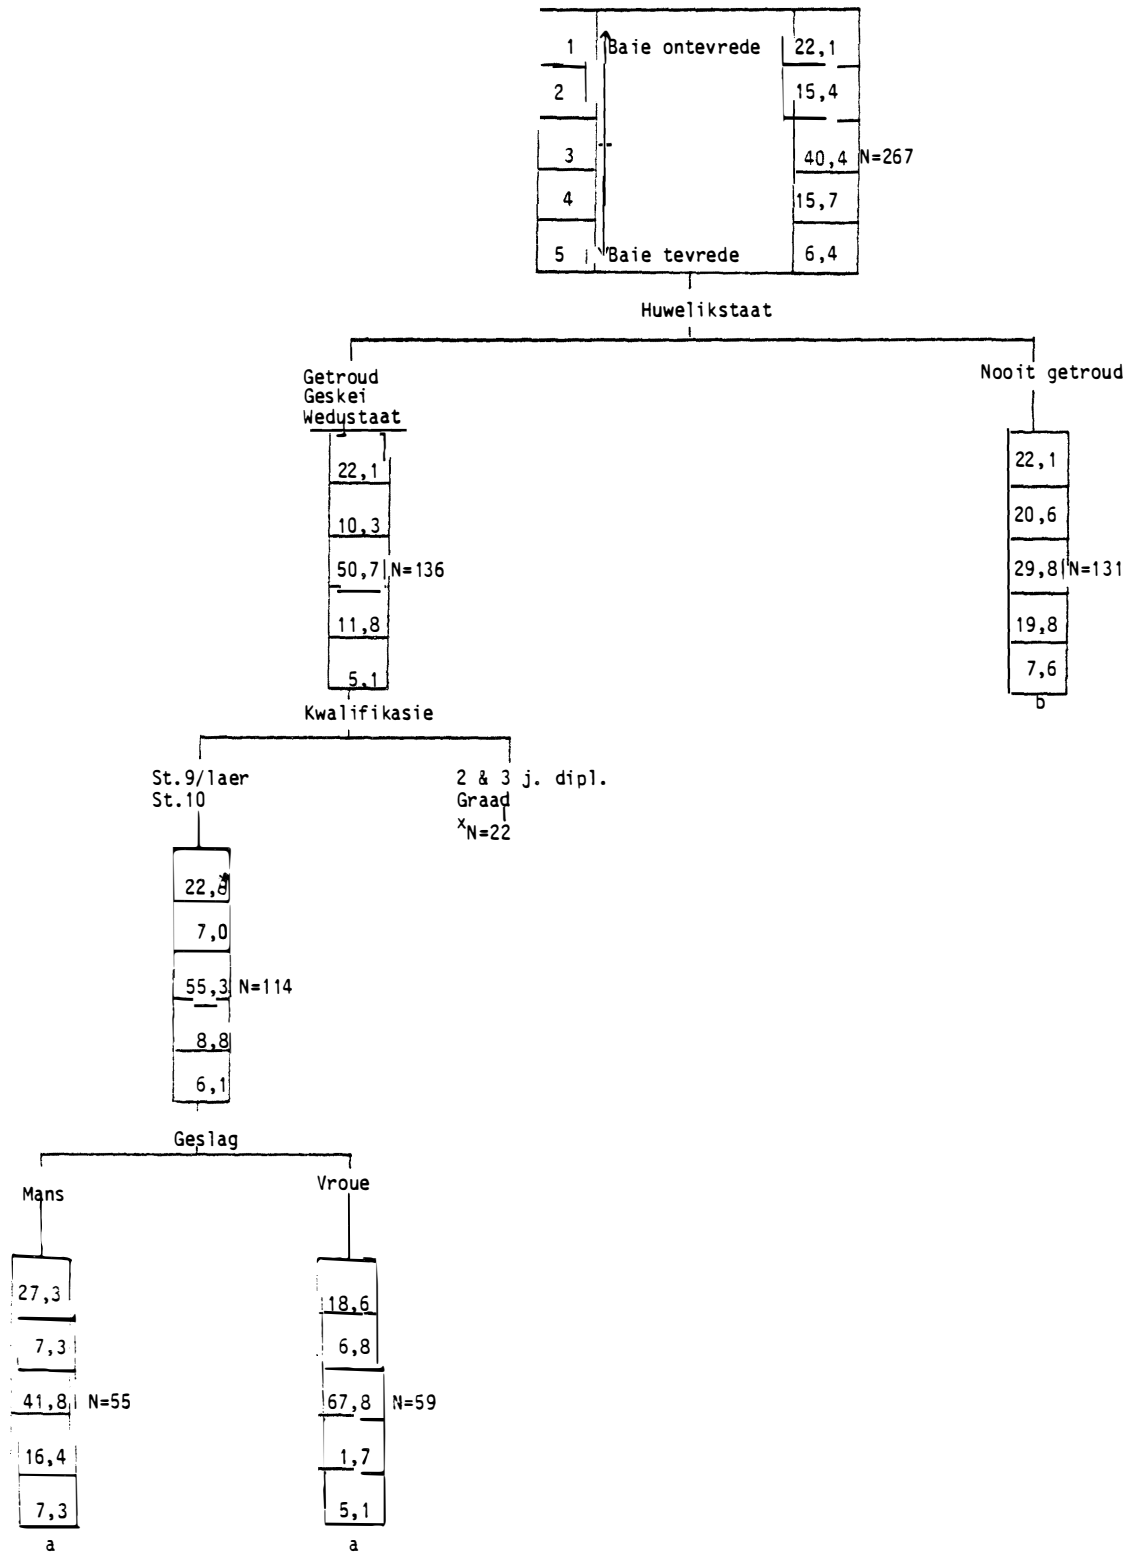 1 Baie ontevrede 22,1
2 15,4
3 40,4 N=267
4 15,7
5 Baie tevrede 6,4
Huwelikstaat
Getroud
Geskei
Wedustaat
Nooit getroud
22,1
10,3
50,7 N=136
11,8
5,1
22,1
20,6
29,8 N=131
19,8
7,6
b
Kwalifikasie
St.9/laer
St.10
2 & 3 j. dipl.
Graad
xN=22
22,8
7,0
55,3 N=114
8,8
6,1
Geslag
Mans
Vroue
27,3
7,3
41,8 N=55
16,4
7,3
a
18,6
6,8
67,8 N=59
1,7
5,1
a